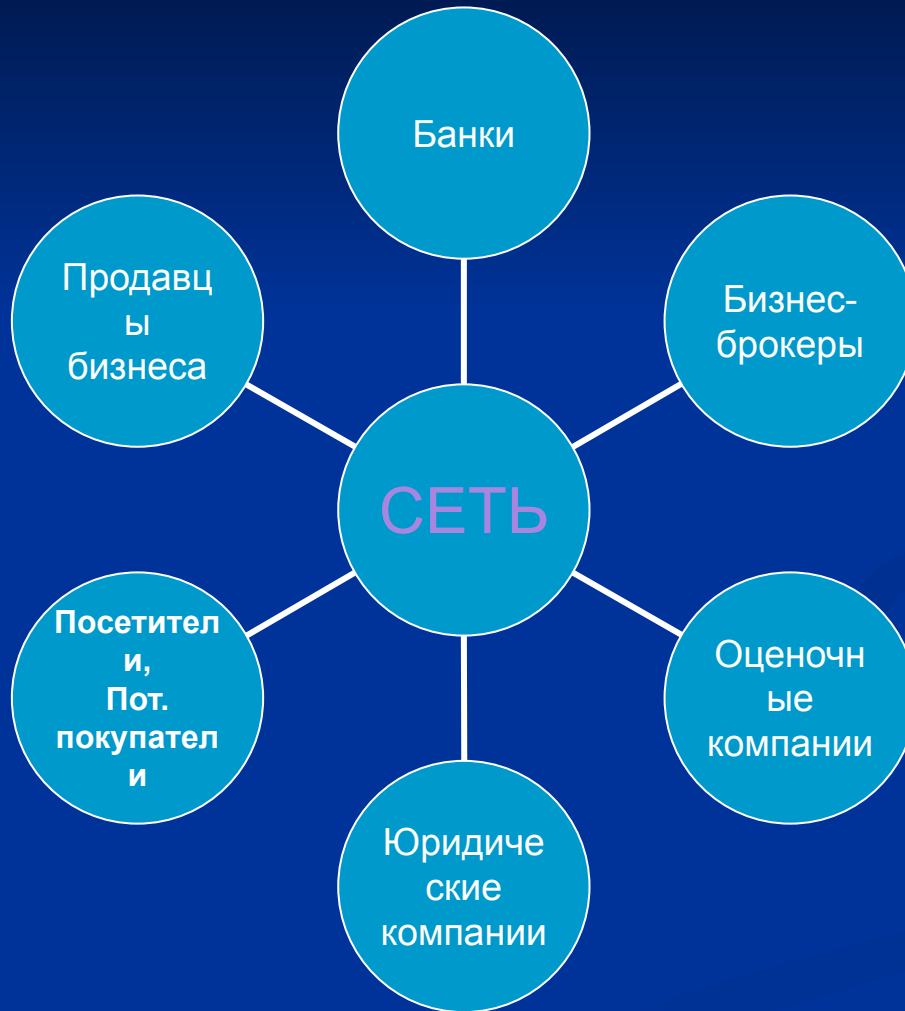 Банки
Продавц
ы
бизнеса
Бизнес-
брокеры
СЕТЬ
Посетител
и,
Пот.
покупател
и
Оценочн
ые
компании
Юридиче
ские
компании